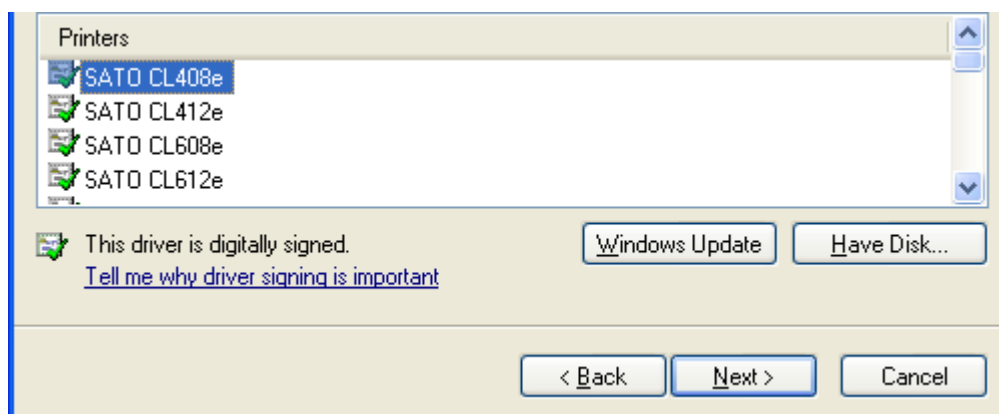 Printers
SATO CL408e
SATO CL412e
SATO CL608e
SATO CL612e
This driver is digitally signed.
Windows Update
Have Disk...
Tell me why driver signing is important
< Back
Next >
Cancel